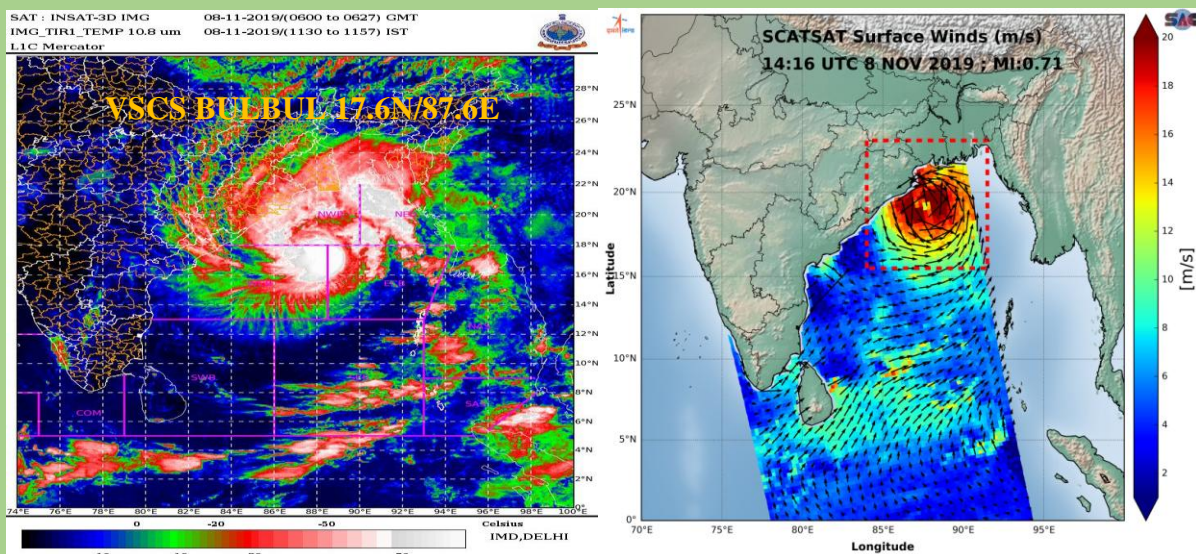 SAT : INSAT-3D IMG 08-11-2019/(0600 to 0627) GMT
IMG_TIR1_TEMP 10.8 um 08-11-2019/(1130 to 1157) IST
L1C Mercator
VSCS BULBUL 17.6N/87.6E
28°N
26°N
24°N
22°N
20°N
18°N
16°N
14°N
12°N
10°N
8°N
6°N
4°N
2°N
0°
NWB
SWB
COM
74°E 76°E 78°E 80°E 82°E 84°E 86°E 88°E 90°E 92°E 94°E 96°E 98°E 100°E
0 -20 -50 Celsius
IMD,DELHI
SCATSAT Surface Winds (m/s)
14:16 UTC 8 NOV 2019 ; MI:0.71
25°N
20°N
15°N
10°N
5°N
0°
Latitude
70°E 75°E 80°E 85°E 90°E 95°E
Longitude
20
18
16
14
12
10
8
6
4
2
[m/s]